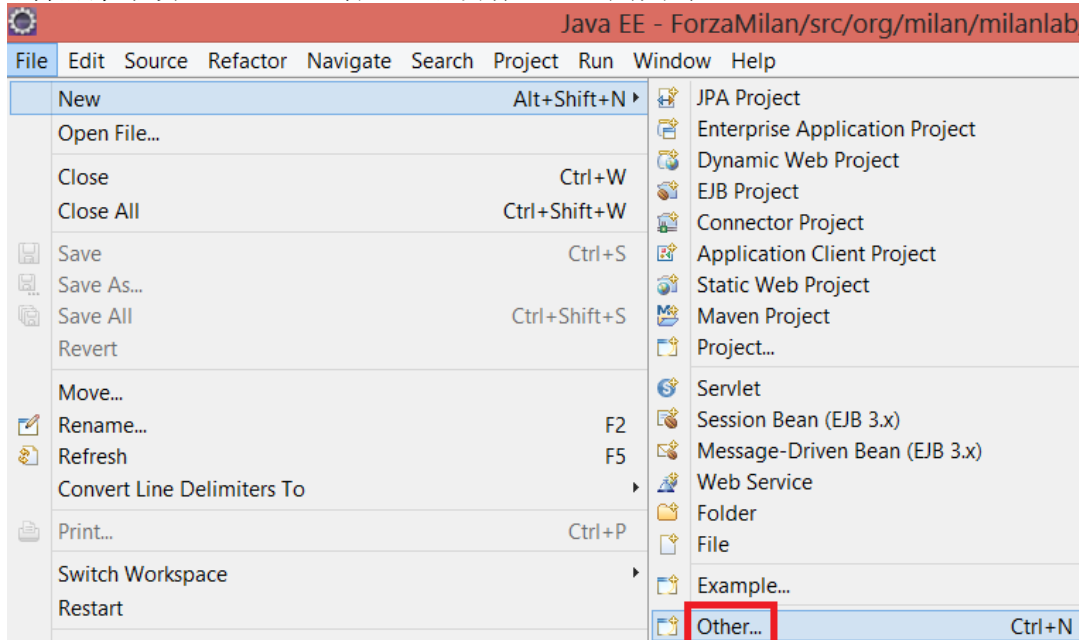 Java EE - ForzaMilan/src/org/milan/milanlab
File Edit Source Refactor Navigate Search Project Run Window Help
New Alt+Shift+N
Open File...
Close Ctrl+W
Close All Ctrl+Shift+W
Save Ctrl+S
Save As...
Save All Ctrl+Shift+S
Revert
Move...
Rename... F2
Refresh F5
Convert Line Delimiters To
Print... Ctrl+P
Switch Workspace
Restart
JPA Project
Enterprise Application Project
Dynamic Web Project
EJB Project
Connector Project
Application Client Project
Static Web Project
Maven Project
Project...
Servlet
Session Bean (EJB 3.x)
Message-Driven Bean (EJB 3.x)
Web Service
Folder
File
Example...
Other... Ctrl+N